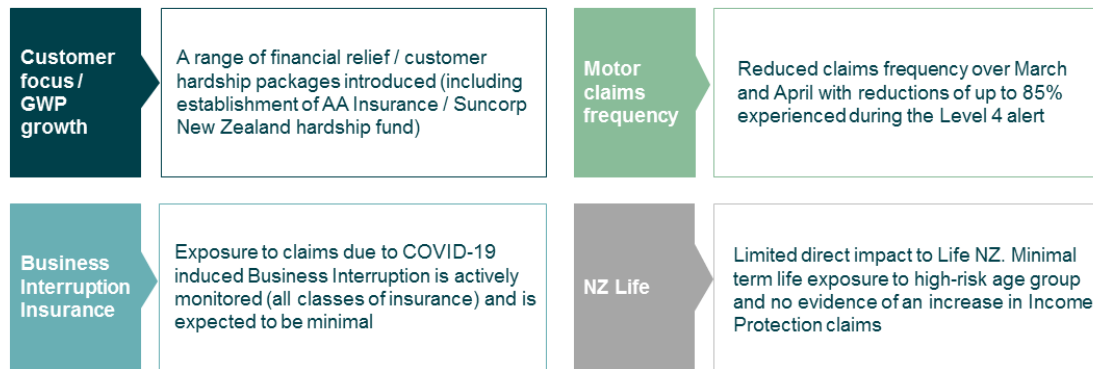 Customer
focus /
GWP
growth
A range of financial relief / customer
hardship packages introduced (including
establishment of AA Insurance / Suncorp
New Zealand hardship fund)
Motor
claims
frequency
Reduced claims frequency over March
and April with reductions of up to 85%
experienced during the Level 4 alert
Business
Interruption
Insurance
Exposure to claims due to COVID-19
induced Business Interruption is actively
monitored (all classes of insurance) and is
expected to be minimal
NZ Life
Limited direct impact to Life NZ. Minimal
term life exposure to high-risk age group
and no evidence of an increase in Income
Protection claims